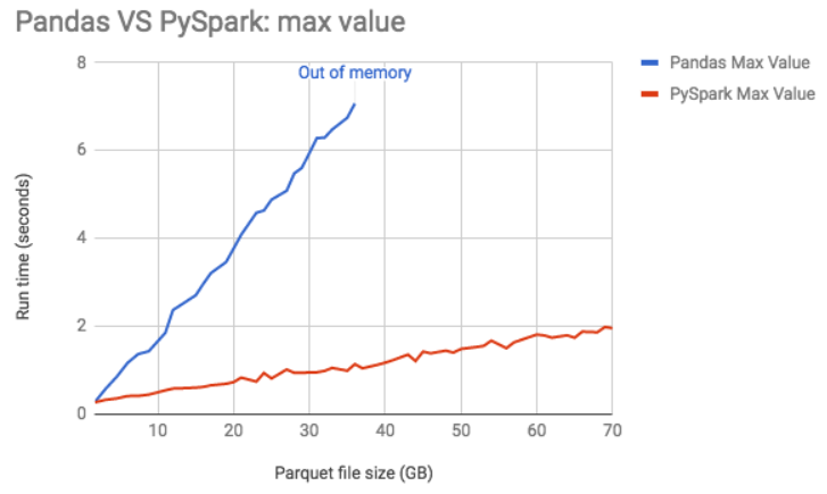 Pandas VS PySpark: max value
8
Out of memory
Pandas Max Value
PySpark Max Value
6
4
2
0
Run time (seconds)
10 20 30 40 50 60 70
Parquet file size (GB)